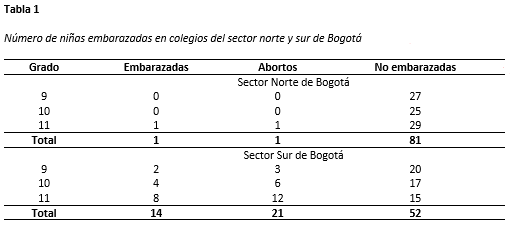 Tabla 1
Número de niñas embarazadas en colegios del sector norte y sur de Bogotá
Grado Embarazadas Abortos No embarazadas
Sector Norte de Bogotá
9 0 0 27
10 0 0 25
11 1 1 29
Total 1 1 81
Sector Sur de Bogotá
9 2 3 20
10 4 6 17
11 8 12 15
Total 14 21 52